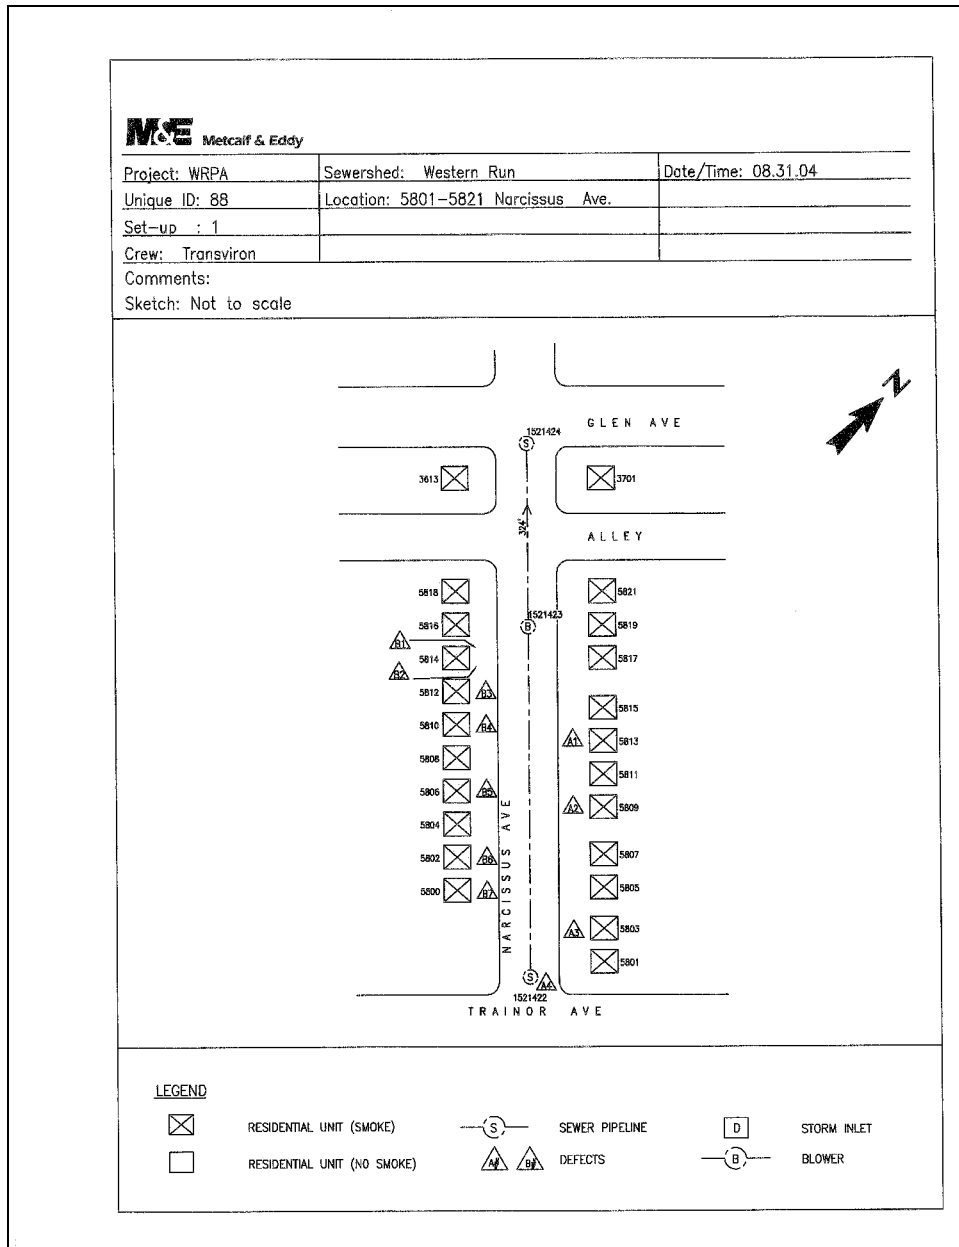 M&E Metcalf & Eddy
Project: WRPA
Sewershed: Western Run
Date/Time: 08.31.04
Unique ID: 88
Location: 5801-5821 Narcissus Ave.
Set-up : 1
Crew: Transviron
Comments:
Sketch: Not to scale
N
GLEN AVE
1521424
3613
3701
324'
ALLEY
5818
5821
1521423
5816
5819
B1
5814
5817
B2
5812
B3
5815
5810
B4
A1
5813
5808
5811
5806
B5
A2
5809
5804
5802
B6
5807
5800
B7
5805
NARCISSUS AVE
A3
5803
5801
S
B
S
A4
1521422
TRAINOR AVE
LEGEND
RESIDENTIAL UNIT (SMOKE)
S
SEWER PIPELINE
D
STORM INLET
RESIDENTIAL UNIT (NO SMOKE)
A#
B#
DEFECTS
B
BLOWER